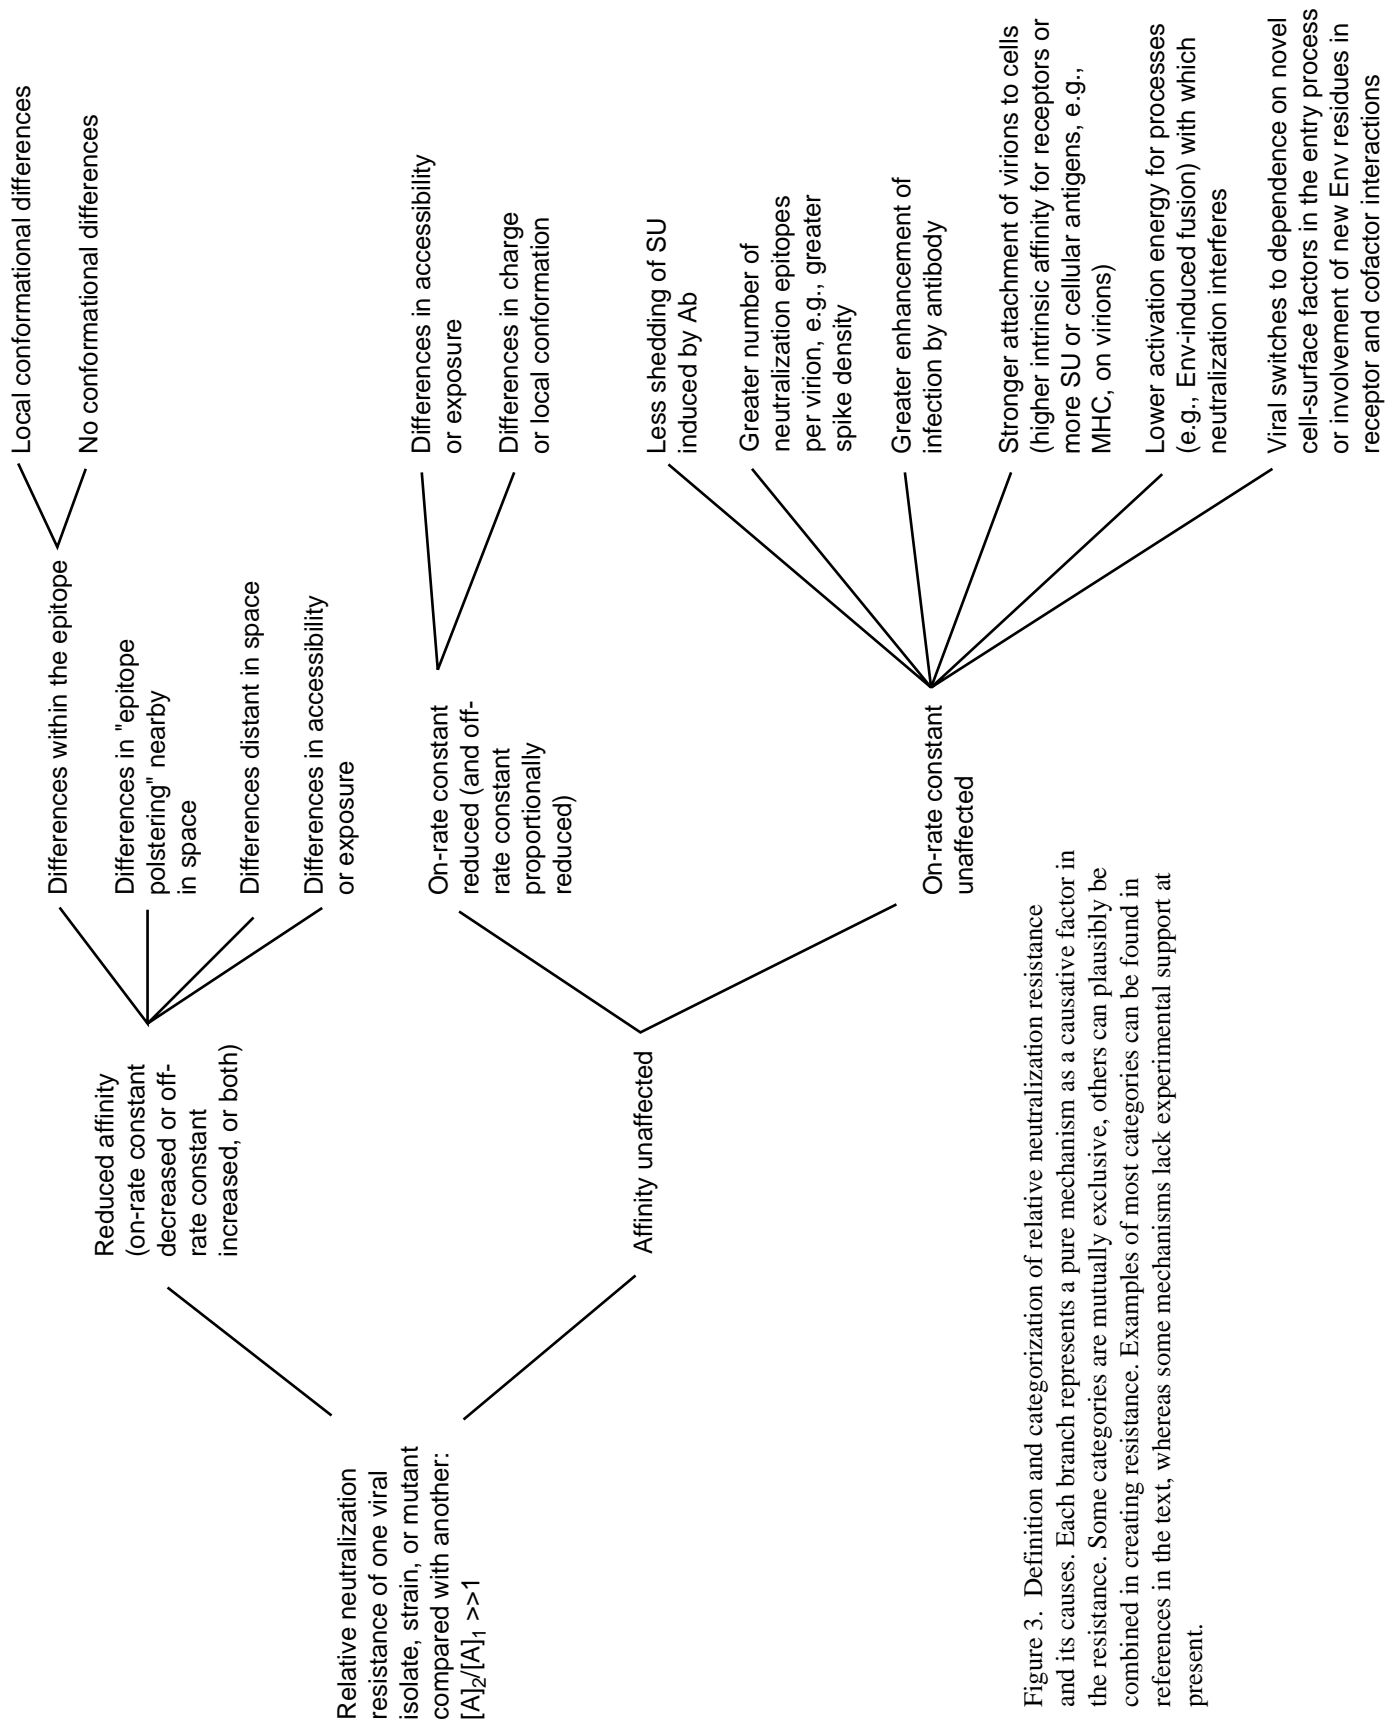 Relative neutralization
resistance of one viral
isolate, strain, or mutant
compared with another:
[A]₂/[A]₁ >>1
Reduced affinity
(on-rate constant
decreased or off-
rate constant
increased, or both)
Differences within the epitope
Local conformational differences
No conformational differences
Differences in "epitope
polstering" nearby
in space
Differences distant in space
Differences in accessibility
or exposure
Affinity unaffected
On-rate constant
reduced (and off-
rate constant
proportionally
reduced)
Differences in accessibility
or exposure
Differences in charge
or local conformation
On-rate constant
unaffected
Less shedding of SU
induced by Ab
Greater number of
neutralization epitopes
per virion, e.g., greater
spike density
Greater enhancement of
infection by antibody
Stronger attachment of virions to cells
(higher intrinsic affinity for receptors or
more SU or cellular antigens, e.g.,
MHC, on virions)
Lower activation energy for processes
(e.g., Env-induced fusion) with which
neutralization interferes
Viral switches to dependence on novel
cell-surface factors in the entry process
or involvement of new Env residues in
receptor and cofactor interactions
Figure 3. Definition and categorization of relative neutralization resistance
and its causes. Each branch represents a pure mechanism as a causative factor in
the resistance. Some categories are mutually exclusive, others can plausibly be
combined in creating resistance. Examples of most categories can be found in
references in the text, whereas some mechanisms lack experimental support at
present.